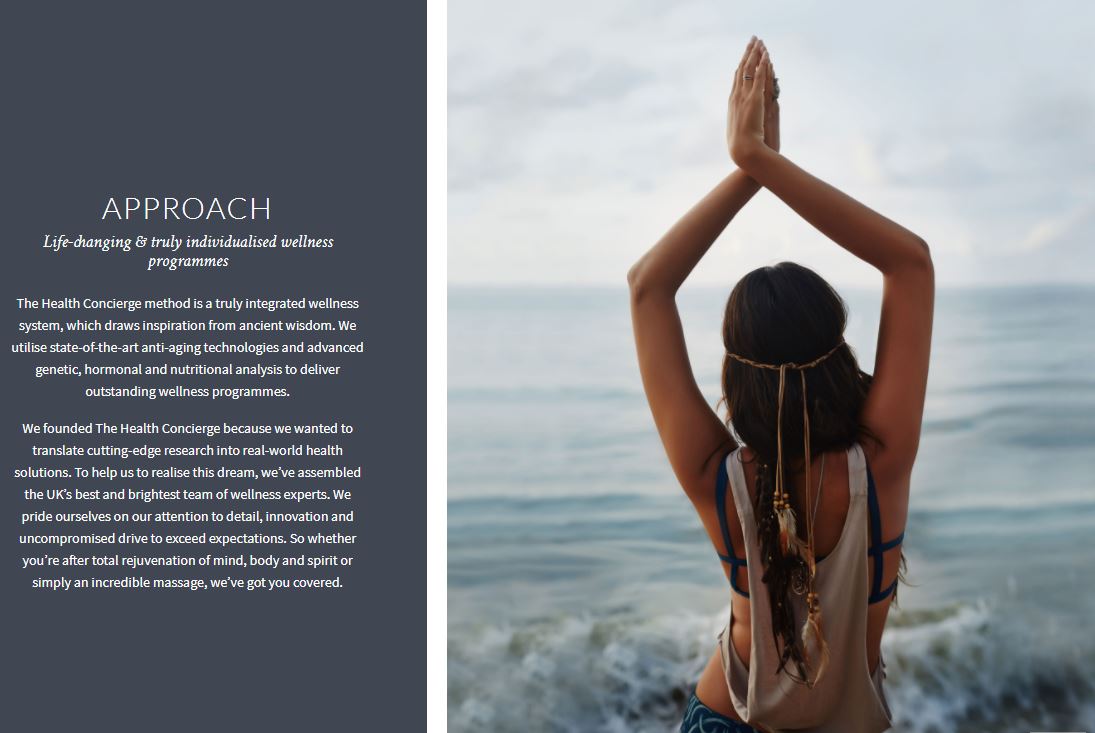 APPROACH
Life-changing & truly individualised wellness
programmes
The Health Concierge method is a truly integrated wellness
system, which draws inspiration from ancient wisdom. We
utilise state-of-the-art anti-aging technologies and advanced
genetic, hormonal and nutritional analysis to deliver
outstanding wellness programmes.
We founded The Health Concierge because we wanted to
translate cutting-edge research into real-world health
solutions. To help us to realise this dream, we’ve assembled
the UK’s best and brightest team of wellness experts. We
pride ourselves on our attention to detail, innovation and
uncompromised drive to exceed expectations. So whether
you’re after total rejuvenation of mind, body and spirit or
simply an incredible massage, we’ve got you covered.